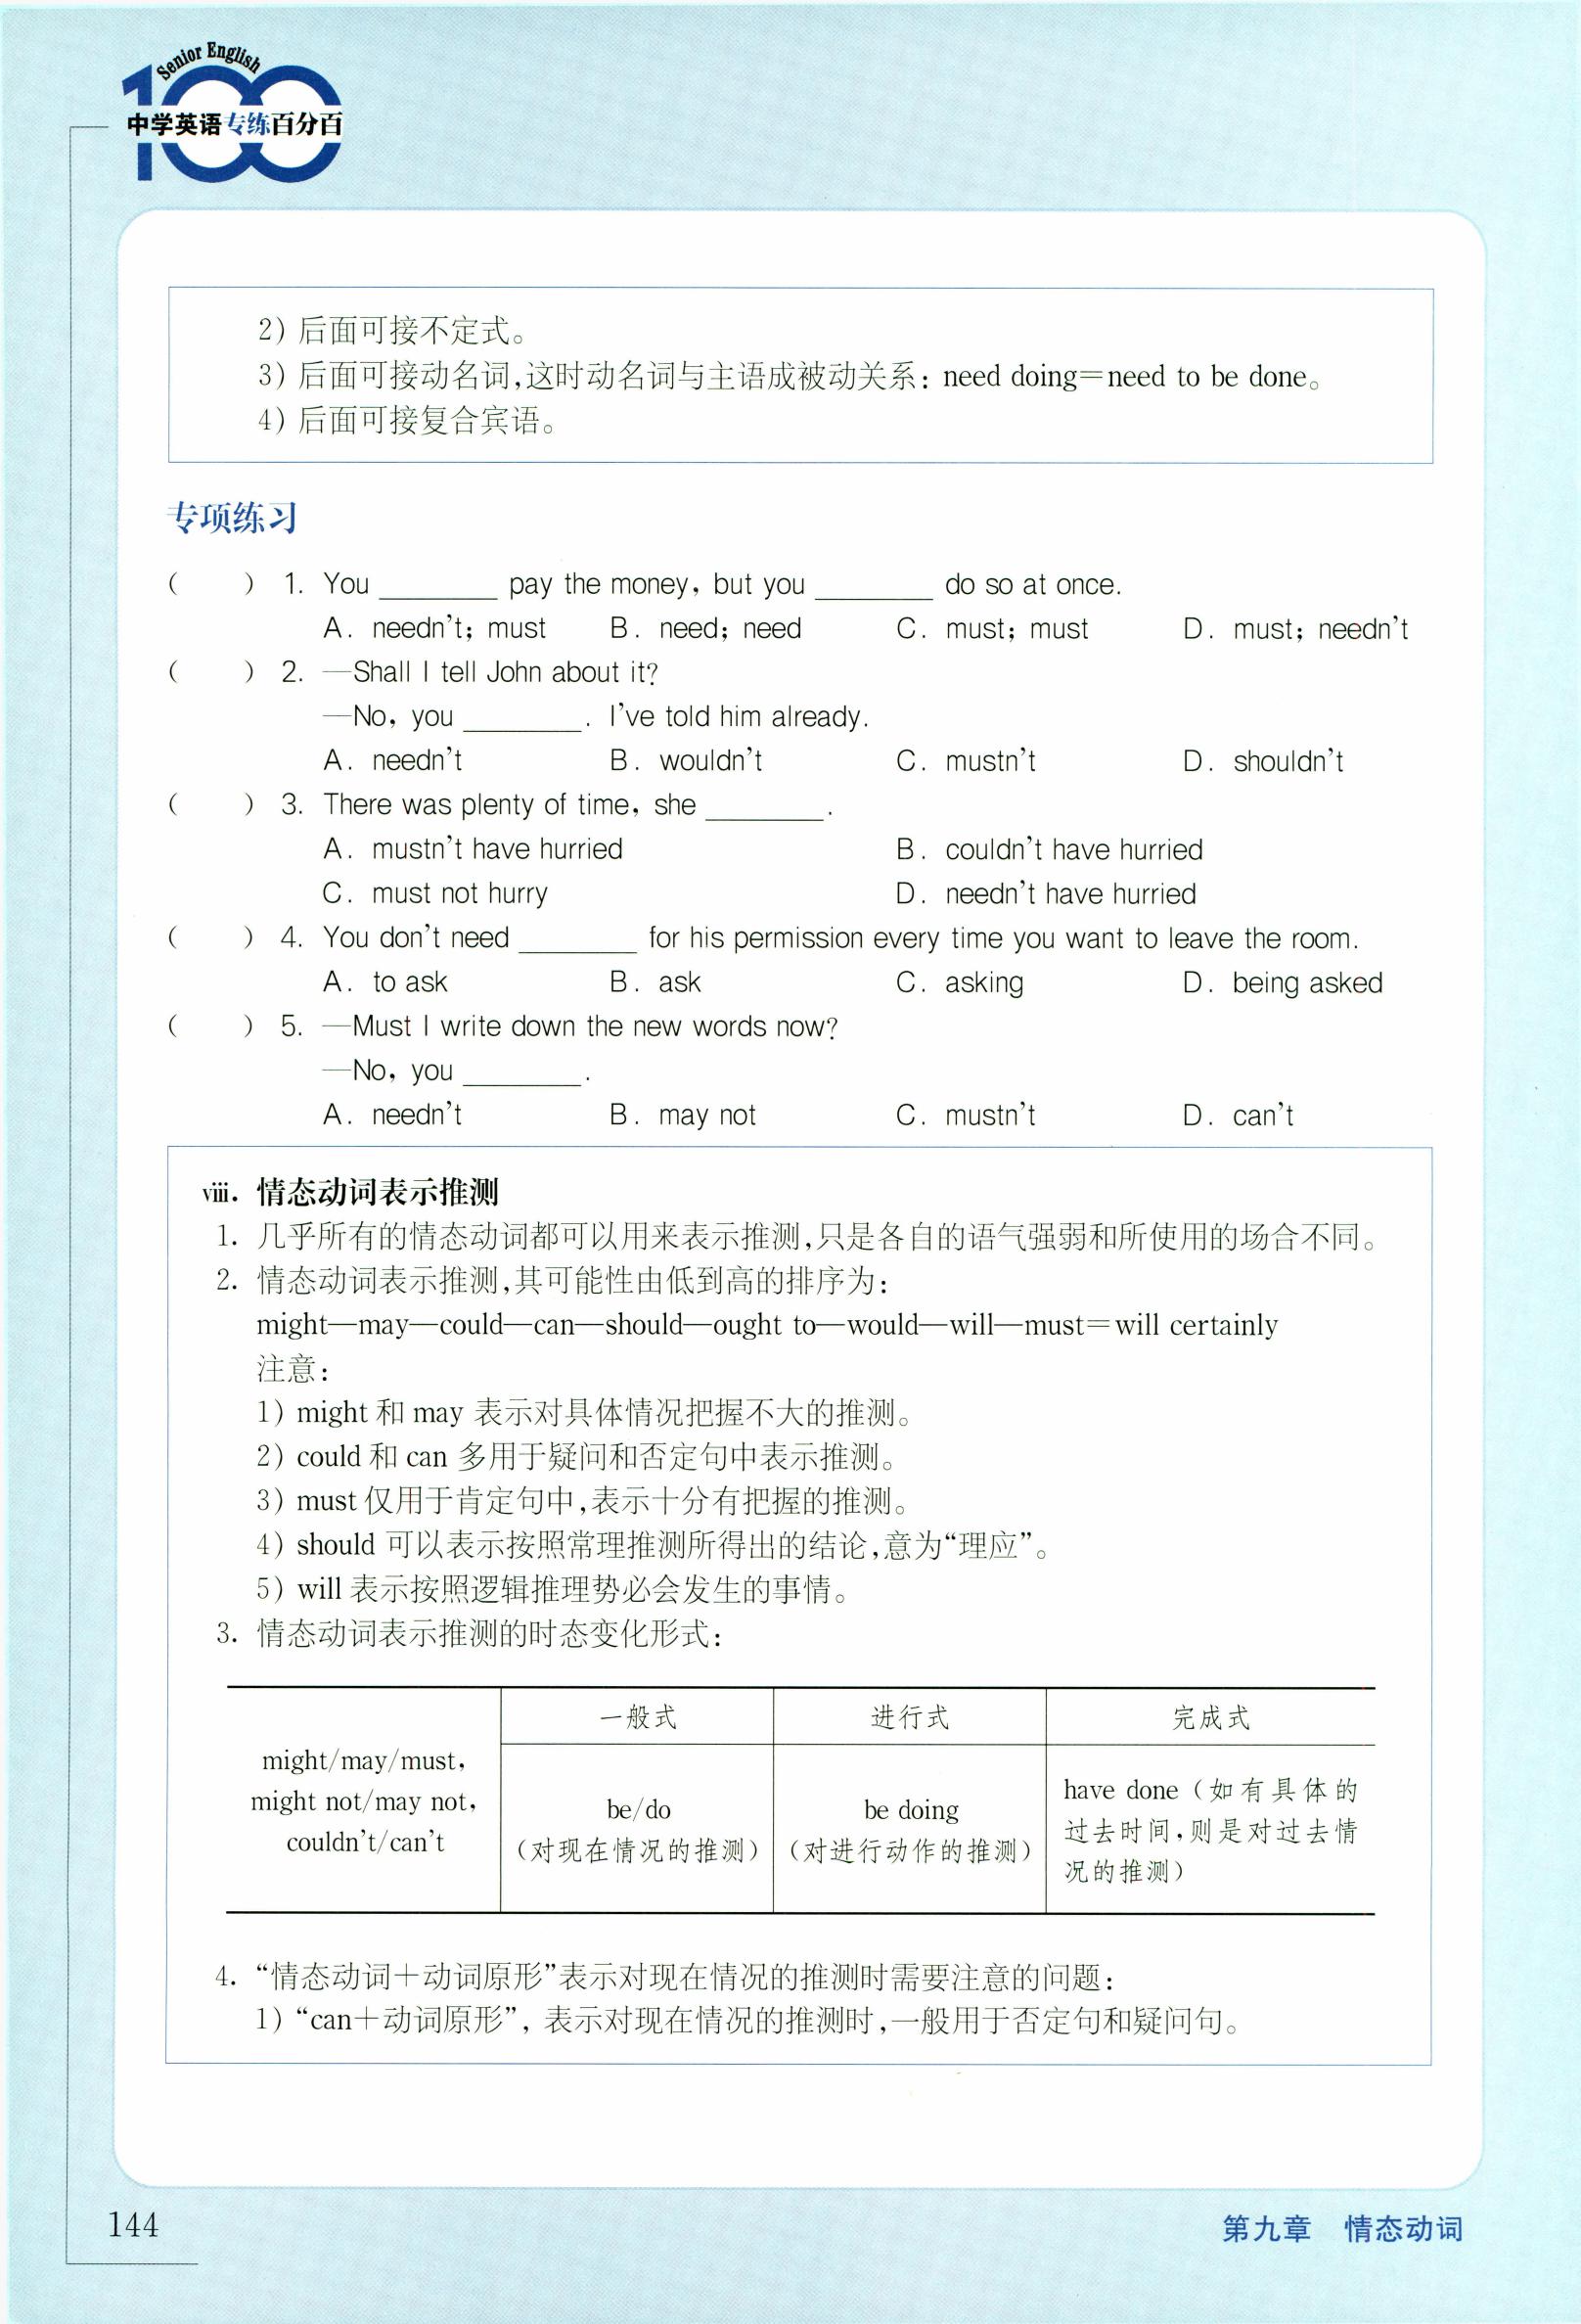 Senior English
100
中学英语专练百分百
2) 后面可接不定式。
3) 后面可接动名词,这时动名词与主语成被动关系: need doing=need to be done。
4) 后面可接复合宾语。
专项练习
(    ) 1. You ________ pay the money, but you ________ do so at once.
A. needn't; must B. need; need C. must; must D. must; needn't
(    ) 2. —Shall I tell John about it?
—No, you ________. I've told him already.
A. needn't B. wouldn't C. mustn't D. shouldn't
(    ) 3. There was plenty of time, she ________.
A. mustn't have hurried B. couldn't have hurried
C. must not hurry D. needn't have hurried
(    ) 4. You don't need ________ for his permission every time you want to leave the room.
A. to ask B. ask C. asking D. being asked
(    ) 5. —Must I write down the new words now?
—No, you ________.
A. needn't B. may not C. mustn't D. can't
viii. 情态动词表示推测
1. 几乎所有的情态动词都可以用来表示推测,只是各自的语气强弱和所使用的场合不同。
2. 情态动词表示推测,其可能性由低到高的排序为:
might—may—could—can—should—ought to—would—will—must=will certainly
注意:
1) might 和 may 表示对具体情况把握不大的推测。
2) could 和 can 多用于疑问和否定句中表示推测。
3) must 仅用于肯定句中,表示十分有把握的推测。
4) should 可以表示按照常理推测所得出的结论,意为“理应”。
5) will 表示按照逻辑推理势必会发生的事情。
3. 情态动词表示推测的时态变化形式:
一般式 进行式 完成式
might/may/must,
might not/may not,
couldn't/can't
be/do
(对现在情况的推测)
be doing
(对进行动作的推测)
have done (如有具体的
过去时间,则是对过去情
况的推测)
4. “情态动词+动词原形”表示对现在情况的推测时需要注意的问题:
1) “can+动词原形”, 表示对现在情况的推测时,一般用于否定句和疑问句。
144
第九章 情态动词